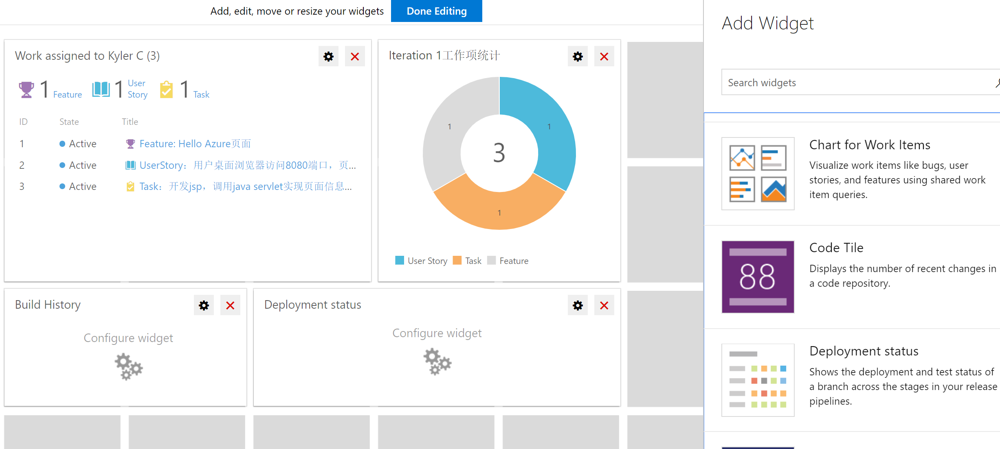 Add, edit, move or resize your widgets
Done Editing
Work assigned to Kyler C (3)
1 Feature
1 User
Story
1 Task
ID State Title
1 Active Feature: Hello Azure页面
2 Active UserStory：用户桌面浏览器访问8080端口，页...
3 Active Task：开发jsp，调用java servlet实现页面信息...
Iteration 1工作项统计
1
1
3
1
User Story Task Feature
Build History
Configure widget
Deployment status
Configure widget
Add Widget
Search widgets
Chart for Work Items
Visualize work items like bugs, user
stories, and features using shared work
item queries.
88
Code Tile
Displays the number of recent changes in
a code repository.
Deployment status
Shows the deployment and test status of
a branch across the stages in your release
pipelines.